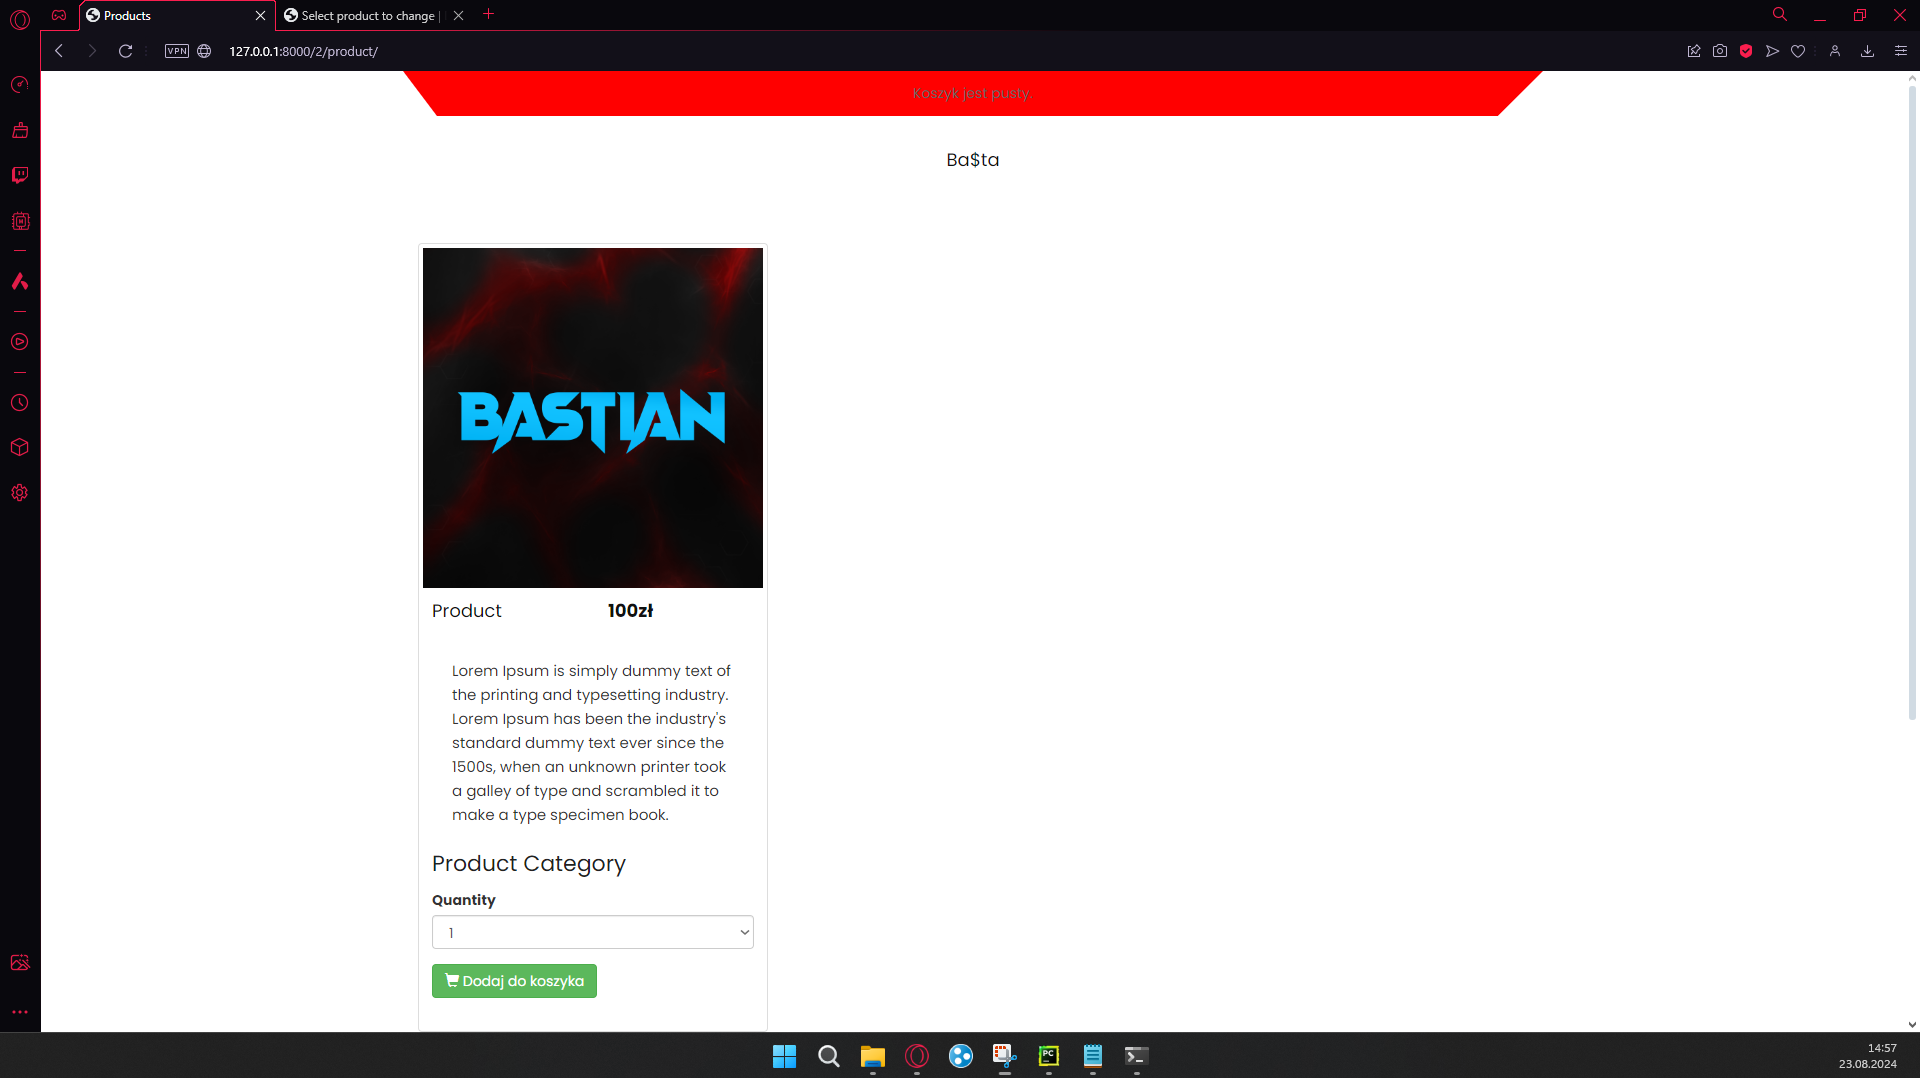 Products
Select product to change |
VPN
127.0.0.1:8000/2/product/
Koszyk jest pusty.
Ba$ta
BASTIAN
Product
100zł
Lorem Ipsum is simply dummy text of
the printing and typesetting industry.
Lorem Ipsum has been the industry's
standard dummy text ever since the
1500s, when an unknown printer took
a galley of type and scrambled it to
make a type specimen book.
Product Category
Quantity
1
Dodaj do koszyka
PC
14:57
23.08.2024